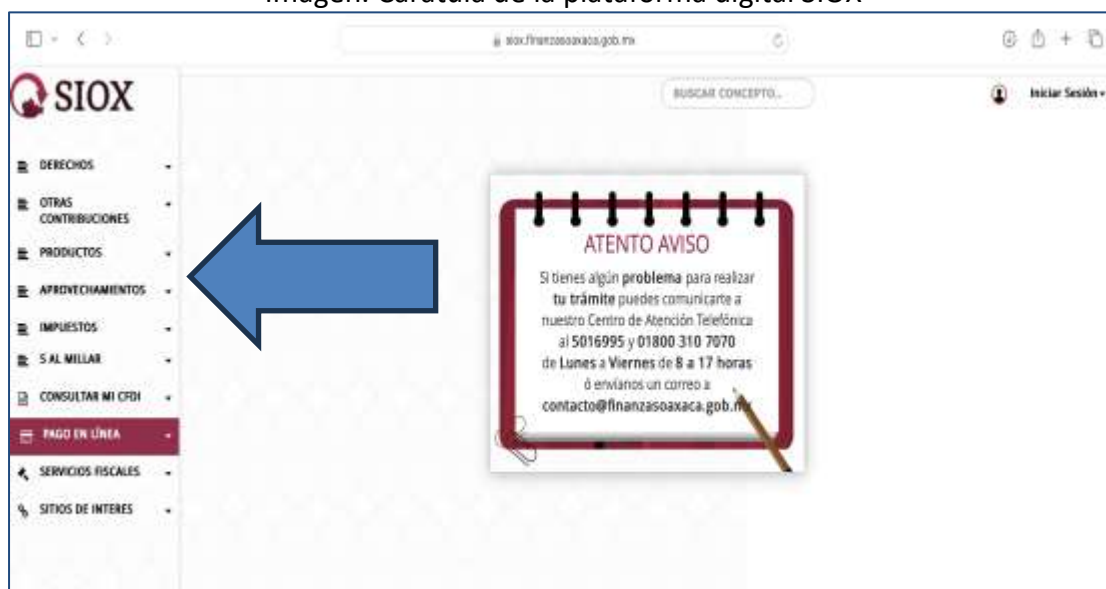 Imagen: Carátula de la plataforma digital SIOX
siox.finanzasoaxaca.gob.mx
SIOX
BUSCAR CONCEPTO...
Iniciar Sesión
DERECHOS
OTRAS
CONTRIBUCIONES
PRODUCTOS
APROVECHAMIENTOS
IMPUESTOS
5 AL MILLAR
CONSULTAR MI CFDI
PAGO EN LÍNEA
SERVICIOS FISCALES
SITIOS DE INTERES
ATENTO AVISO
Si tienes algún problema para realizar
tu trámite puedes comunicarte a
nuestro Centro de Atención Telefónica
al 5016995 y 01800 310 7070
de Lunes a Viernes de 8 a 17 horas
ó envíanos un correo a
contacto@finanzasoaxaca.gob.mx